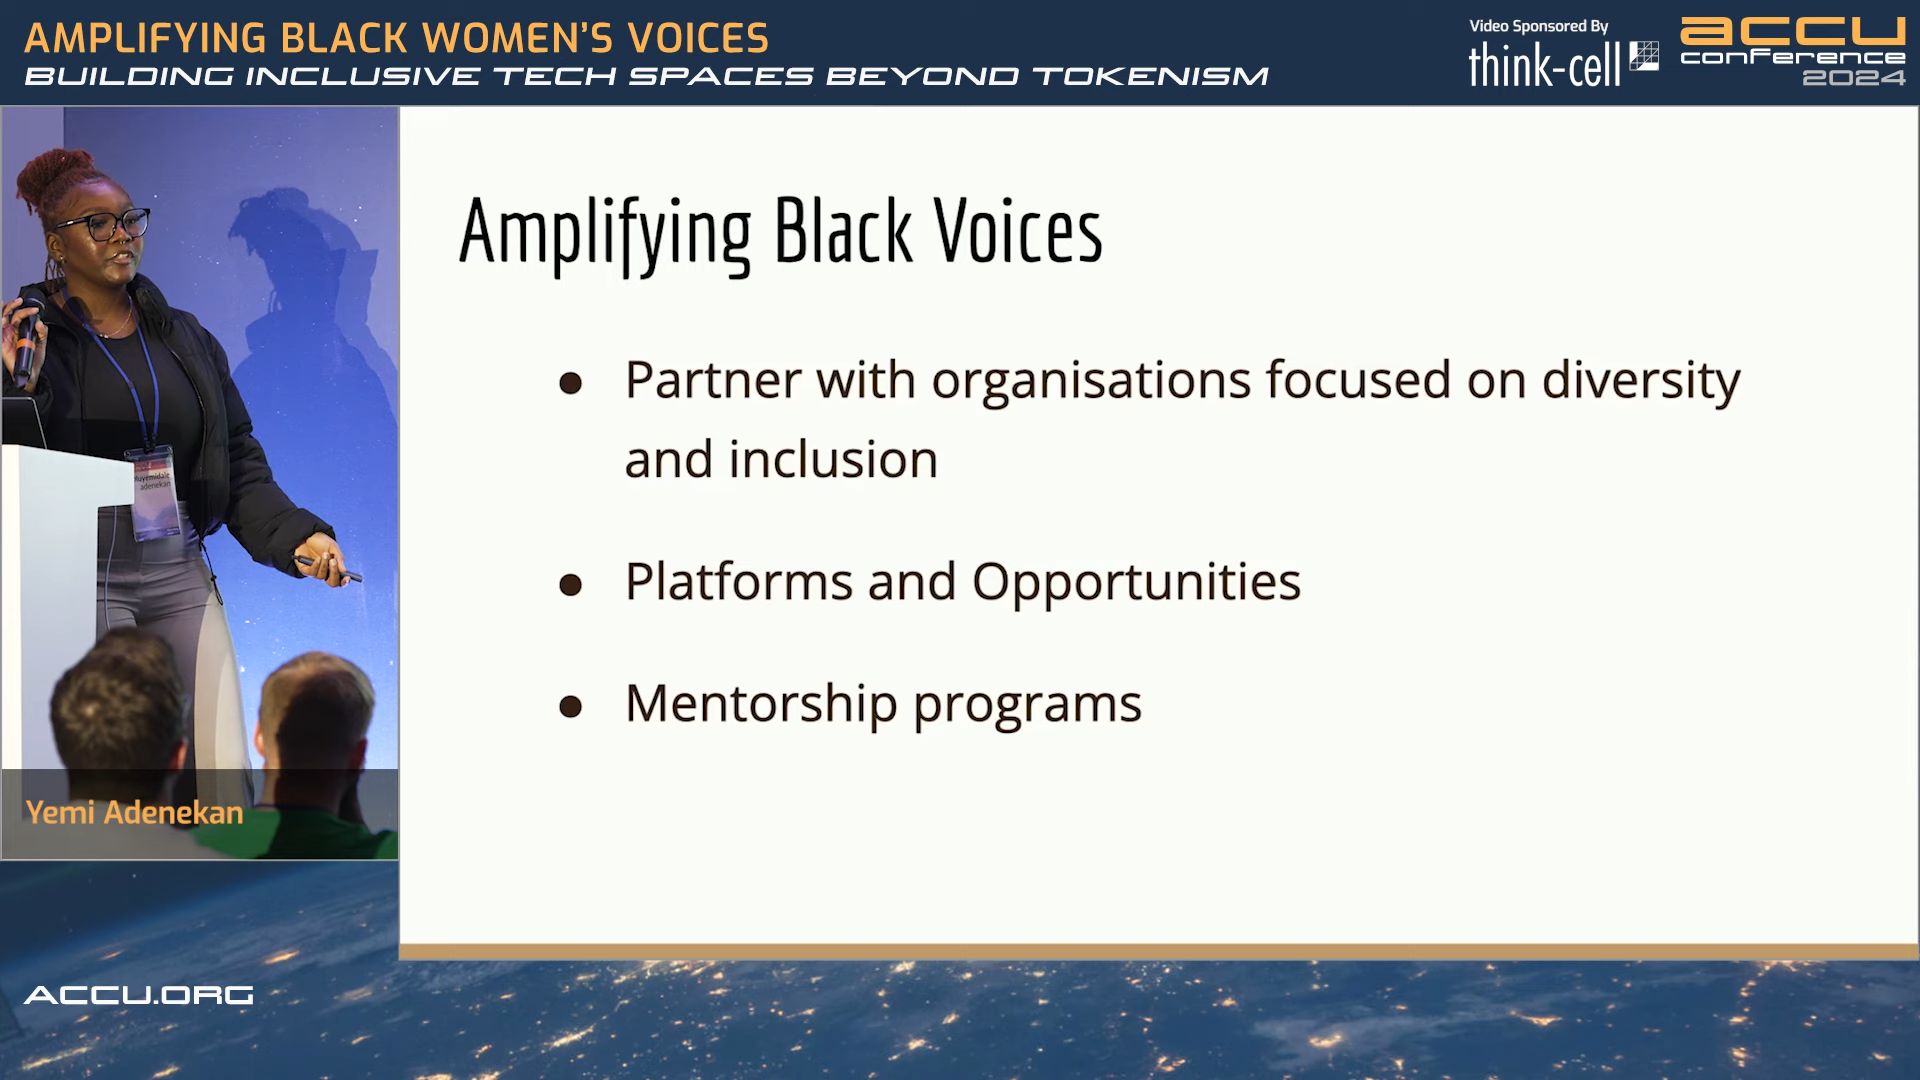 AMPLIFYING BLACK WOMEN'S VOICES
BUILDING INCLUSIVE TECH SPACES BEYOND TOKENISM
Video Sponsored By
think-cell
accu
conference
2024
Amplifying Black Voices
● Partner with organisations focused on diversity
and inclusion
● Platforms and Opportunities
● Mentorship programs
adenekan
Yemi Adenekan
ACCU.ORG